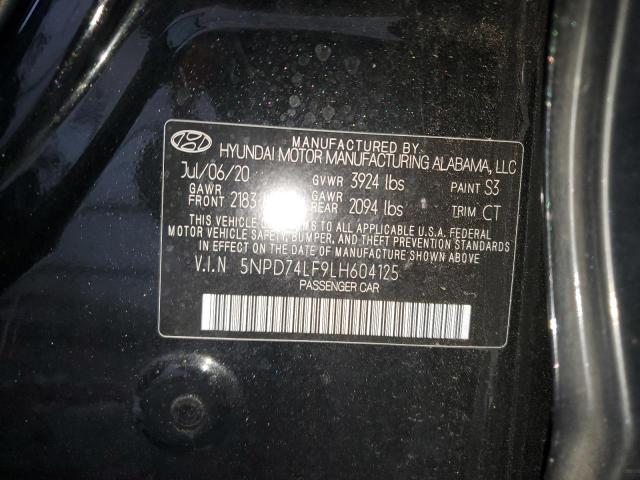 MANUFACTURED BY
HYUNDAI MOTOR MANUFACTURING ALABAMA, LLC
Jul/06/20 GVWR 3924 lbs PAINT S3
GAWR FRONT 2183 GAWR REAR 2094 lbs TRIM CT
THIS VEHICLE TO ALL APPLICABLE U.S.A. FEDERAL
MOTOR VEHICLE SAFETY, BUMPER, AND THEFT PREVENTION STANDARDS
IN EFFECT ON THE DATE OF MANUFACTURE SHOWN ABOVE
V.I.N 5NPD74LF9LH604125
PASSENGER CAR